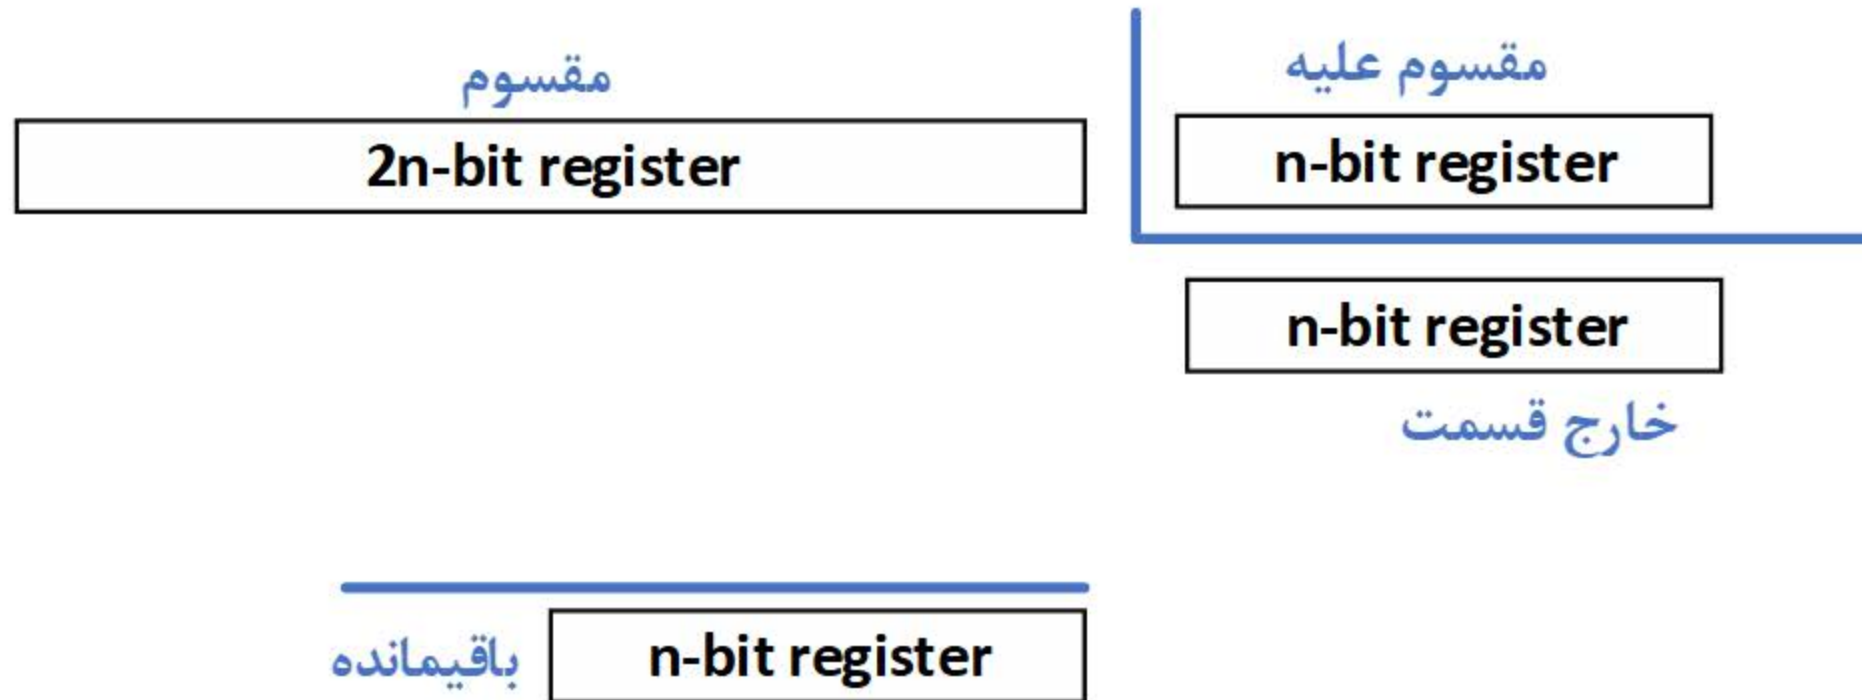 مقسوم
2n-bit register
مقسوم علیه
n-bit register
n-bit register
خارج قسمت
باقیمانده
n-bit register